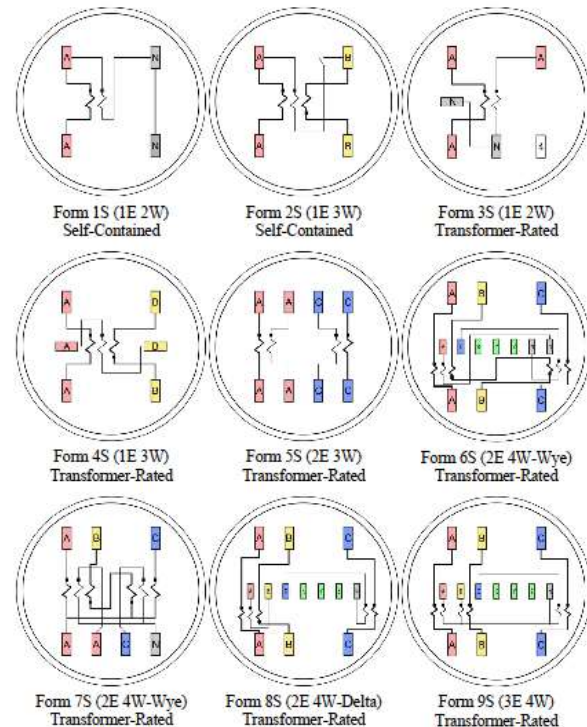 A N
A N
Form 1S (1E 2W)
Self-Contained
A B
A B
Form 2S (1E 3W)
Self-Contained
A A
N
A N
Form 3S (1E 2W)
Transformer-Rated
A D
A D
A B
Form 4S (1E 3W)
Transformer-Rated
A A C C
A A C C
Form 5S (2E 3W)
Transformer-Rated
A B C
A B C
Form 6S (2E 4W-Wye)
Transformer-Rated
A B C
A A C N
Form 7S (2E 4W-Wye)
Transformer-Rated
A B C
A B C
Form 8S (2E 4W-Delta)
Transformer-Rated
A B C
A B C
Form 9S (3E 4W)
Transformer-Rated